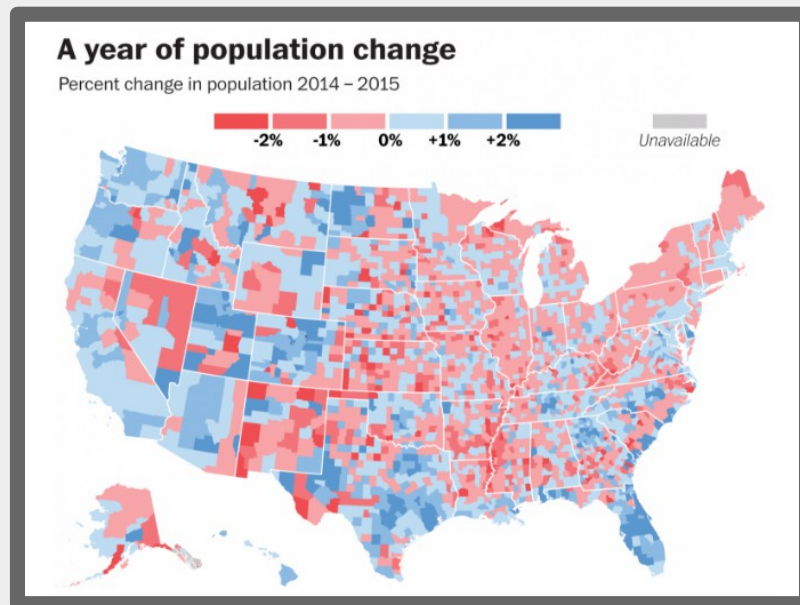 A year of population change
Percent change in population 2014 – 2015
-2% -1% 0% +1% +2%
Unavailable